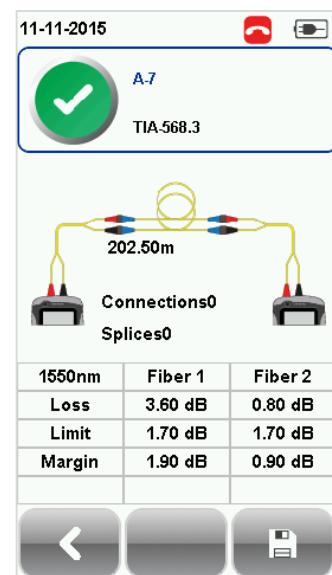 11-11-2015
A-7
TIA-568.3
202.50m
Connections0
Splices0
1550nm Fiber 1 Fiber 2
Loss 3.60 dB 0.80 dB
Limit 1.70 dB 1.70 dB
Margin 1.90 dB 0.90 dB